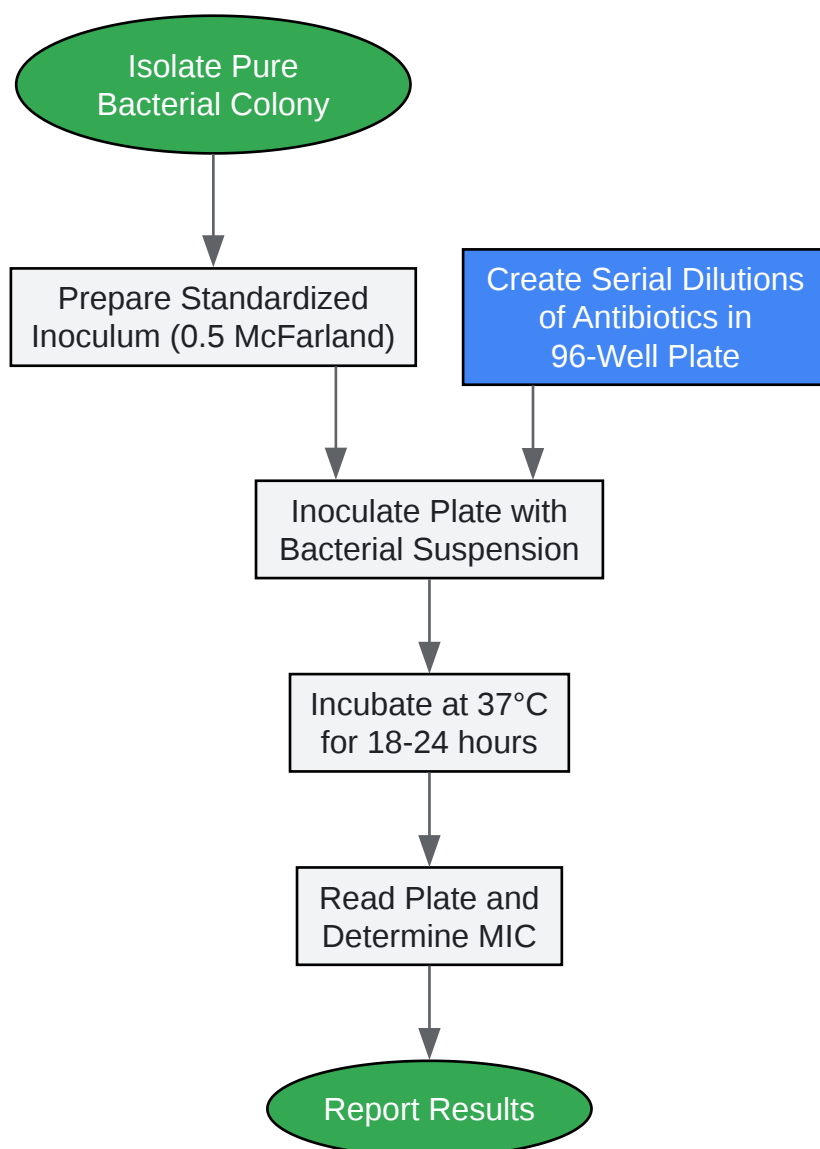 Isolate Pure
Bacterial Colony
Prepare Standardized
Inoculum (0.5 McFarland)
Create Serial Dilutions
of Antibiotics in
96-Well Plate
Inoculate Plate with
Bacterial Suspension
Incubate at 37°C
for 18-24 hours
Read Plate and
Determine MIC
Report Results